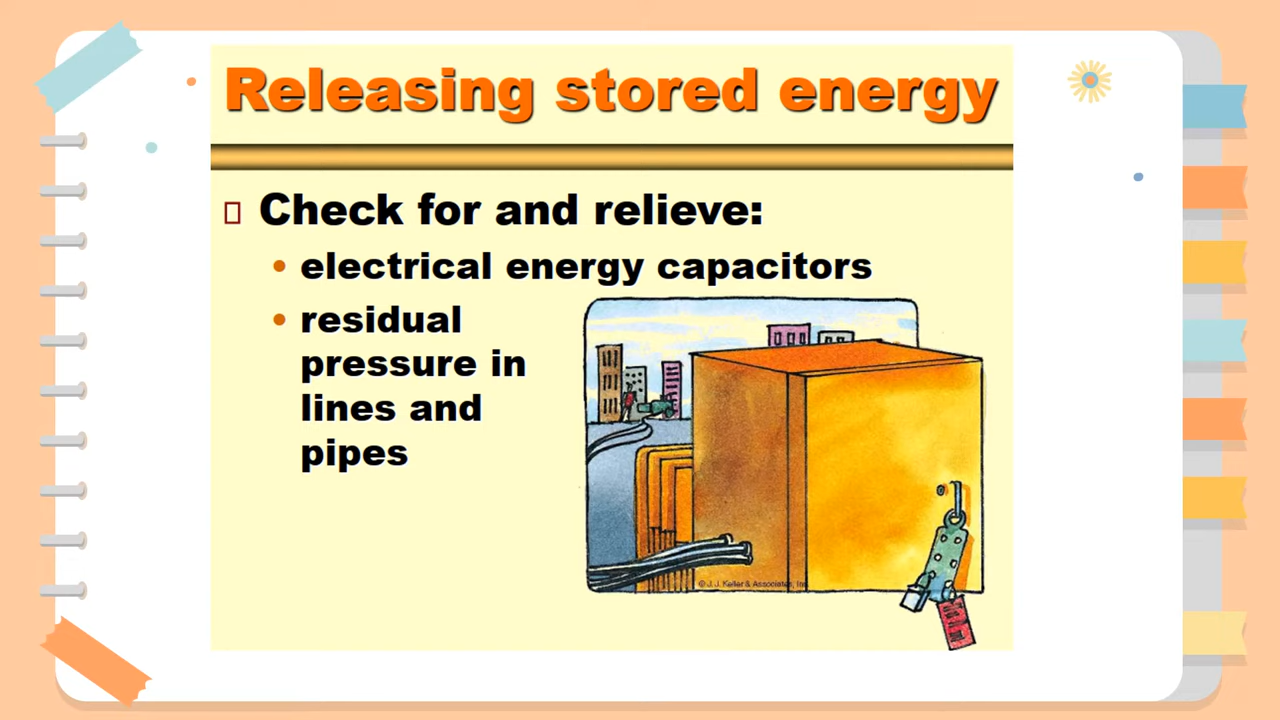 Releasing stored energy
Check for and relieve:
• electrical energy capacitors
• residual
pressure in
lines and
pipes
© J. J. Keller & Associates, Inc.